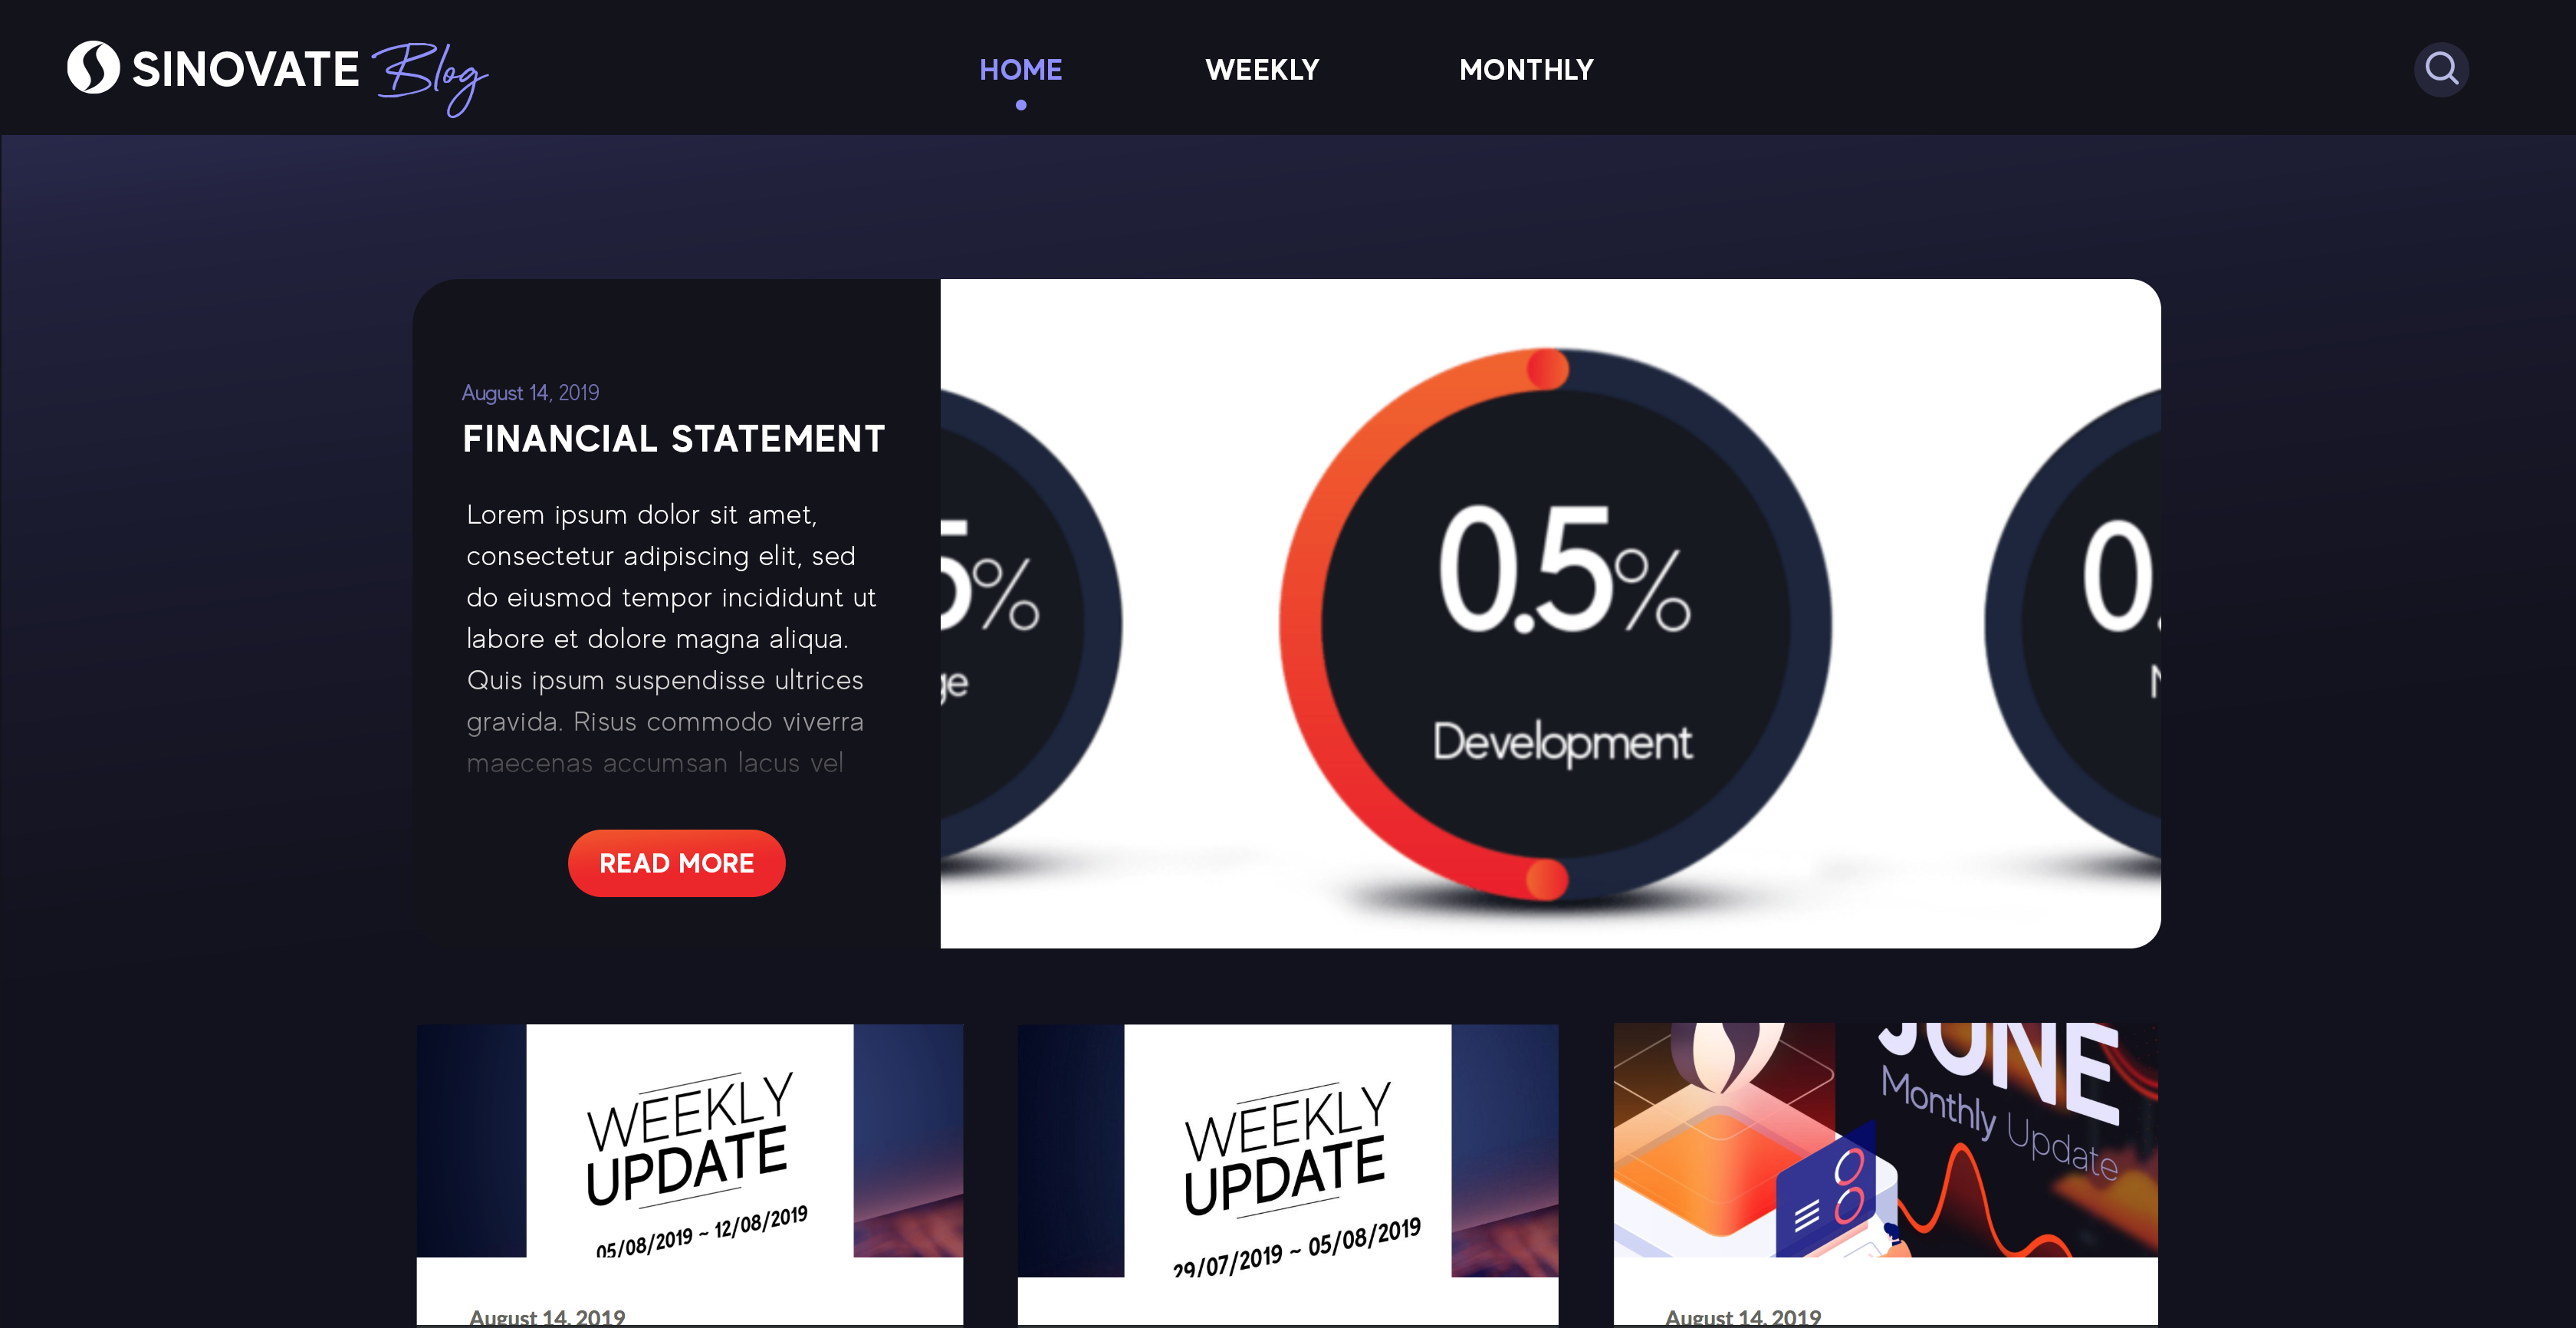 SINOVATE Blog
HOME
WEEKLY
MONTHLY
August 14, 2019
FINANCIAL STATEMENT
Lorem ipsum dolor sit amet,
consectetur adipiscing elit, sed
do eiusmod tempor incididunt ut
labore et dolore magna aliqua.
Quis ipsum suspendisse ultrices
gravida. Risus commodo viverra
maecenas accumsan lacus vel
READ MORE
5%
ge
0.5%
Development
0.
WEEKLY
UPDATE
05/08/2019 ~ 12/08/2019
August 14, 2019
WEEKLY
UPDATE
29/07/2019 ~ 05/08/2019
JUNE
Monthly Update
August 14, 2019